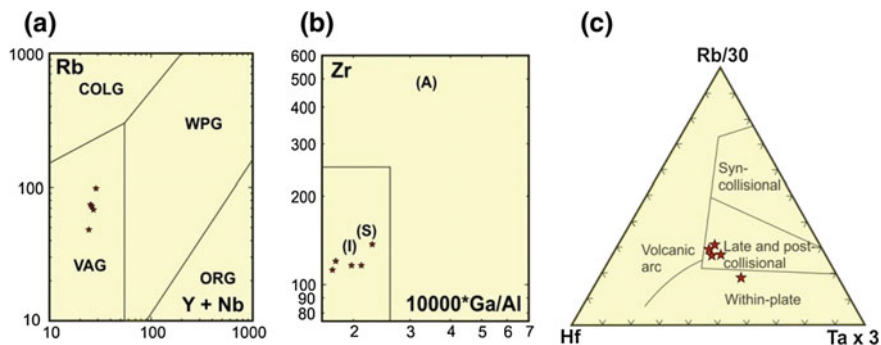 (a)
Rb
COLG
WPG
VAG
ORG
Y + Nb
1000
100
10
10
100
1000
(b)
Zr
(A)
(S)
(I)
10000*Ga/Al
600
500
400
300
200
100
90
80
2
3
4
5
6
7
(c)
Rb/30
Syn-
collisional
Volcanic
arc
Late and post-
collisional
Within-plate
Hf
Ta x 3